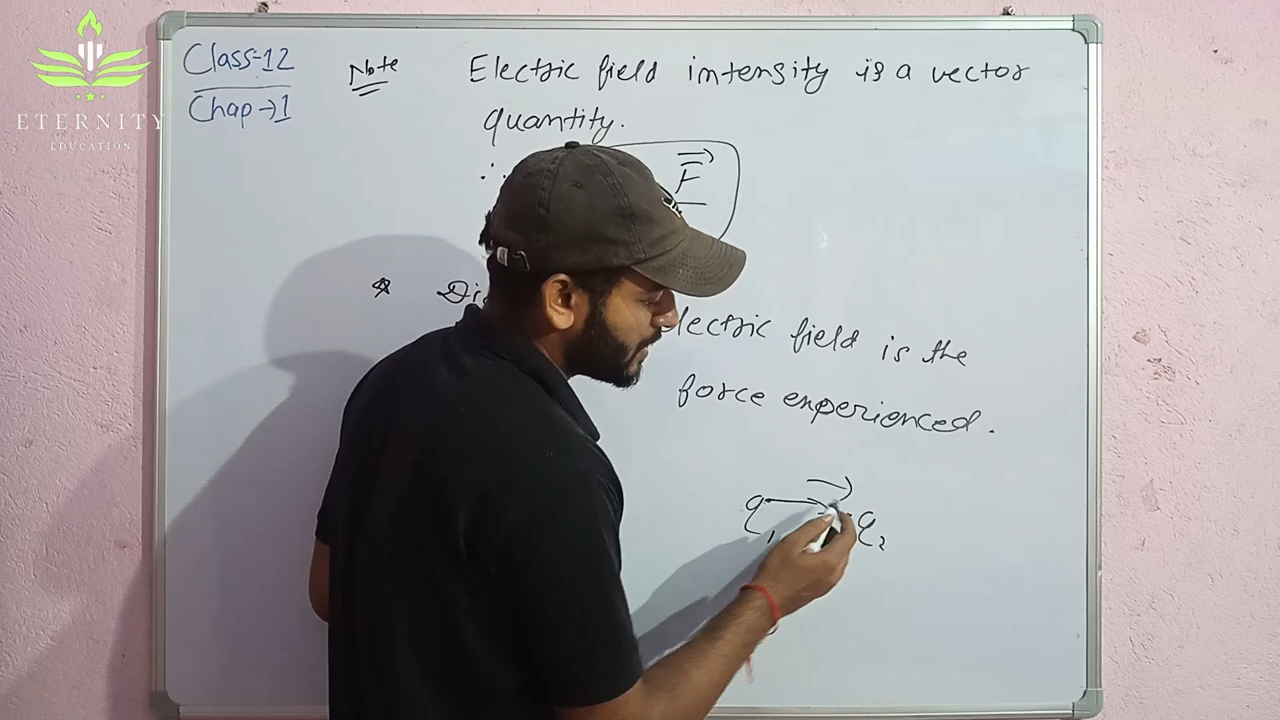 ETERNITY
EDUCATION
Class-12
Chap→1
Note
Electric field intensity is a vector
quantity.
F
lectric field is the
force experienced.
q1 q2